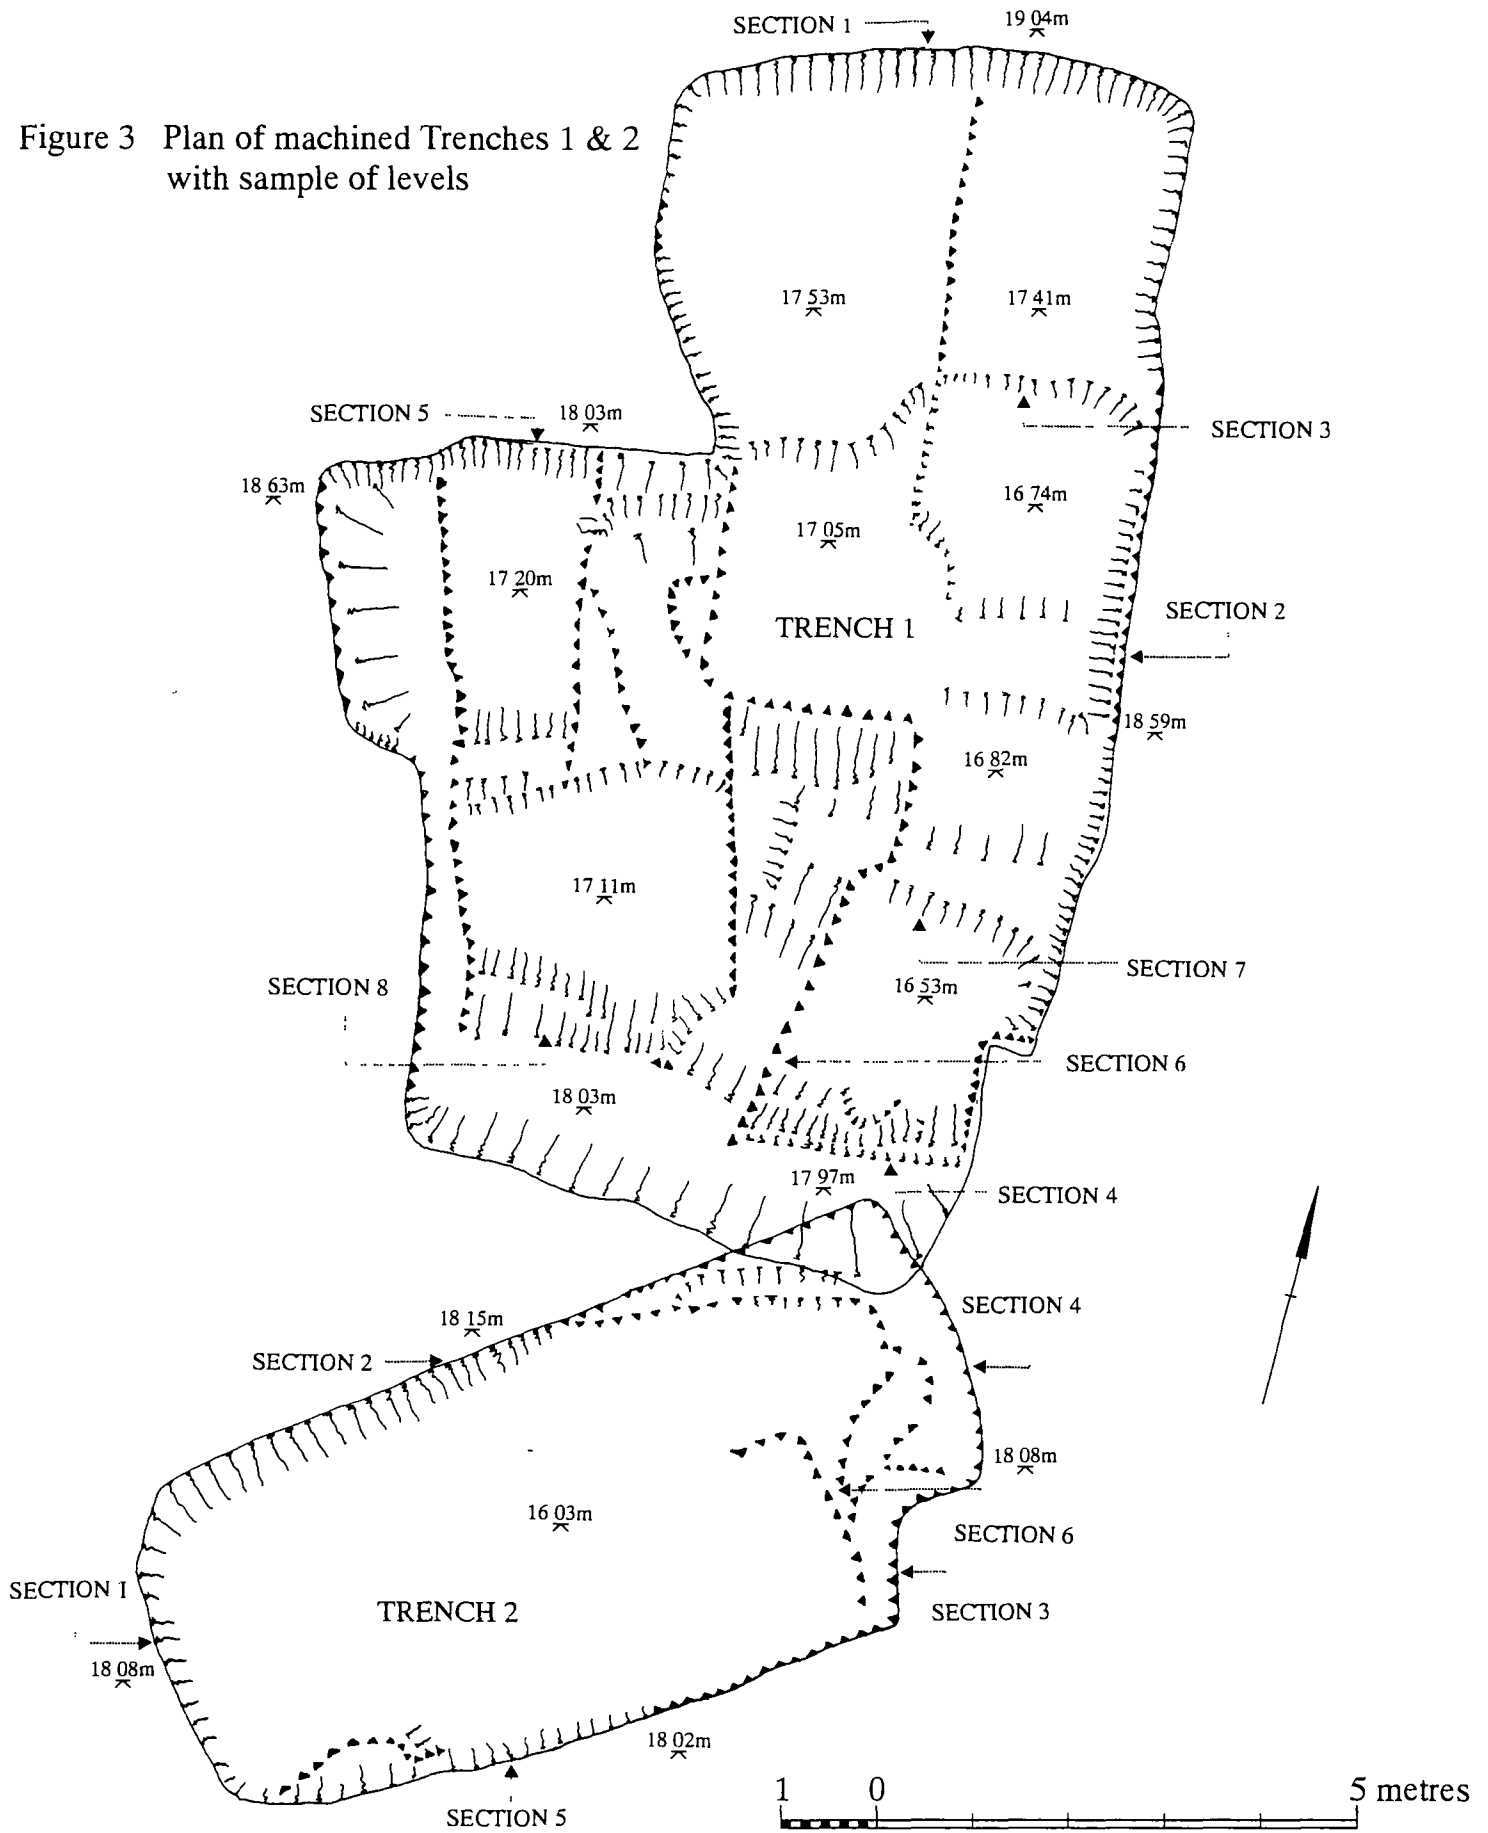 SECTION 1
19 04m
Figure 3 Plan of machined Trenches 1 & 2
with sample of levels
17 53m
17 41m
SECTION 5
18 03m
SECTION 3
18 63m
16 74m
17 05m
17 20m
SECTION 2
TRENCH 1
18 59m
16 82m
17 11m
SECTION 8
SECTION 7
16 53m
SECTION 6
18 03m
17 97m
SECTION 4
SECTION 4
18 15m
SECTION 2
18 08m
16 03m
SECTION 6
SECTION 1
TRENCH 2
SECTION 3
18 08m
18 02m
SECTION 5
1 0 5 metres